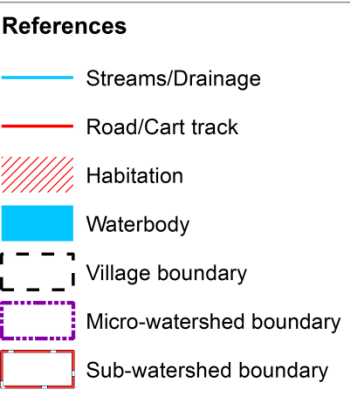 References
Streams/Drainage
Road/Cart track
Habitation
Waterbody
Village boundary
Micro-watershed boundary
Sub-watershed boundary